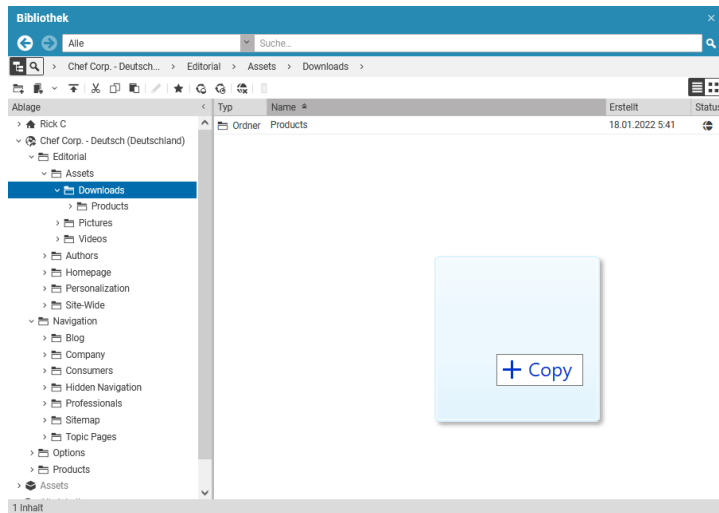 Bibliothek
Alle
Suche...
Chef Corp. - Deutsch... > Editorial > Assets > Downloads >
Ablage
Typ Name Erstellt Status
Rick C
Chef Corp. - Deutsch (Deutschland)
Editorial
Assets
Downloads
Products
Pictures
Videos
Authors
Homepage
Personalization
Site-Wide
Navigation
Blog
Company
Consumers
Hidden Navigation
Professionals
Sitemap
Topic Pages
Options
Products
Assets
Ordner Products 18.01.2022 5:41
+ Copy
1 Inhalt